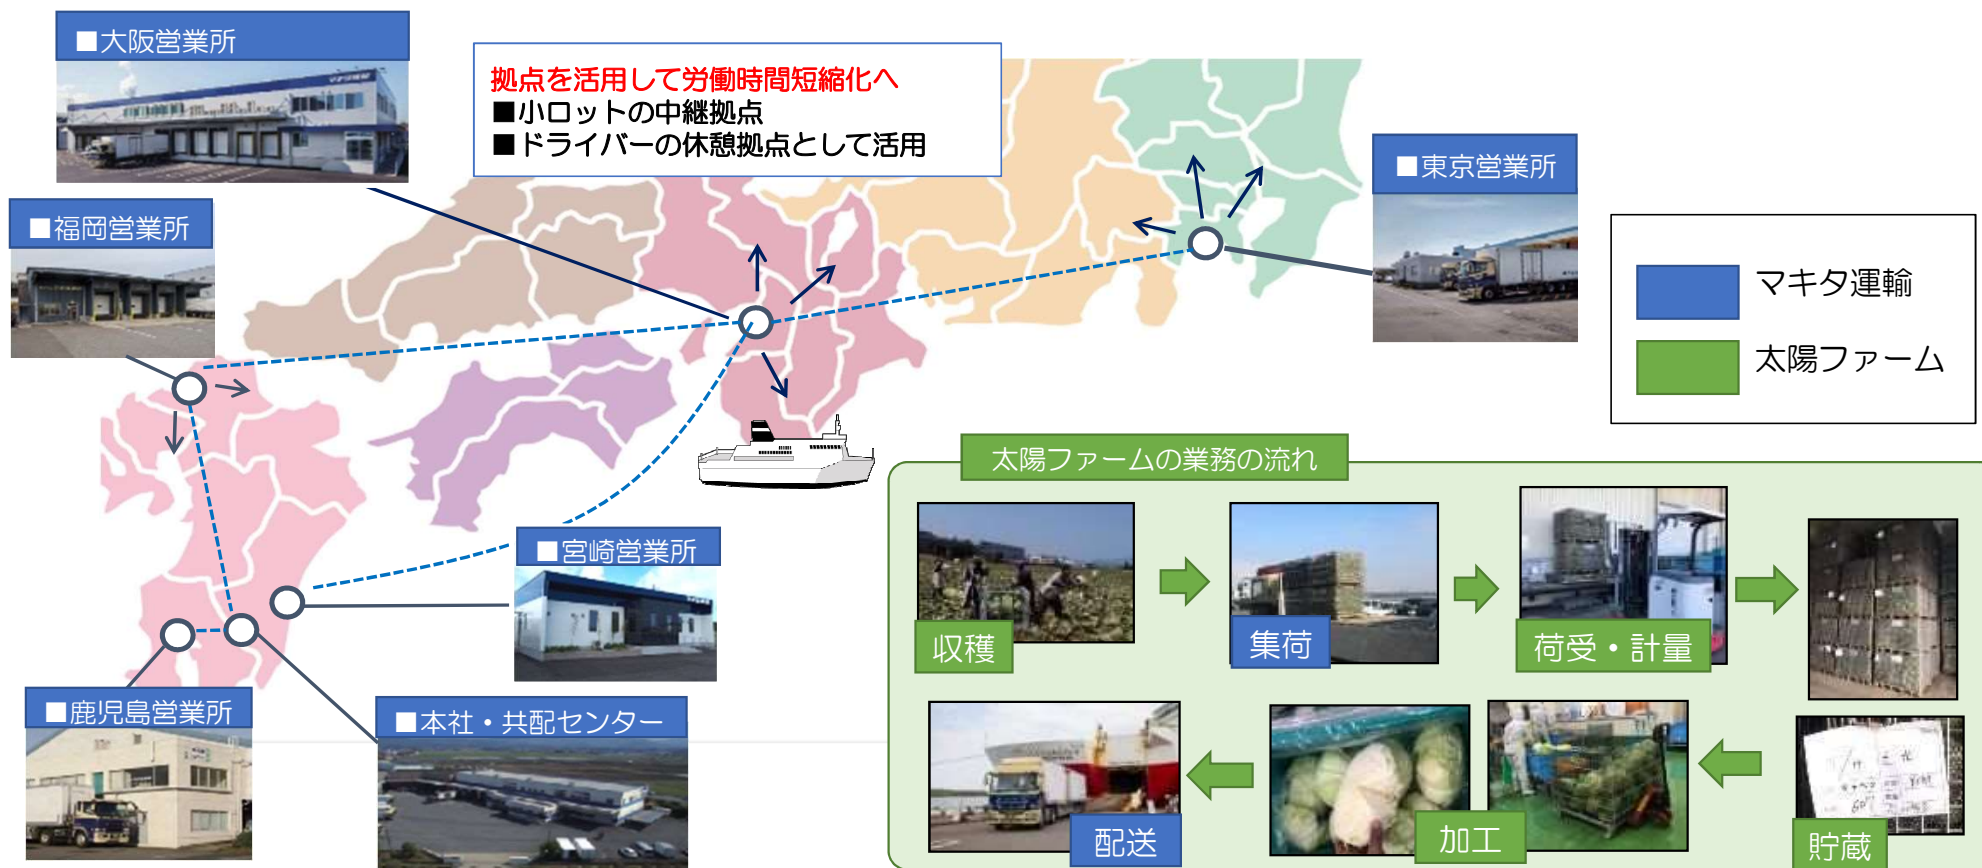 ■大阪営業所
拠点を活用して労働時間短縮化へ
■小ロットの中継拠点
■ドライバーの休憩拠点として活用
■東京営業所
■福岡営業所
マキタ運輸
太陽ファーム
■宮崎営業所
■鹿児島営業所
■本社・共配センター
太陽ファームの業務の流れ
収穫
集荷
荷受・計量
貯蔵
加工
配送